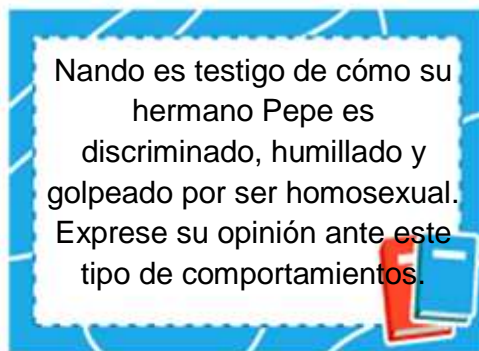 Nando es testigo de cómo su
hermano Pepe es
discriminado, humillado y
golpeado por ser homosexual.
Exprese su opinión ante este
tipo de comportamientos.